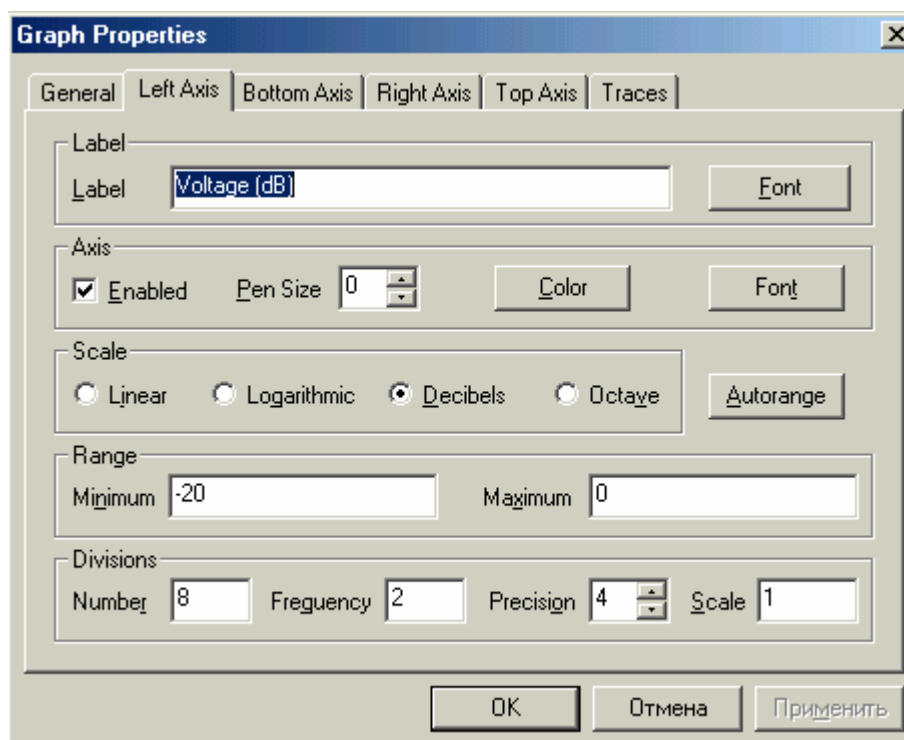 Graph Properties
General Left Axis Bottom Axis Right Axis Top Axis Traces
Label
Label Voltage (dB) Font
Axis
Enabled Pen Size 0 Color Font
Scale
Linear Logarithmic Decibels Octave Autorange
Range
Minimum -20 Maximum 0
Divisions
Number 8 Freguency 2 Precision 4 Scale 1
OK Отмена Применить